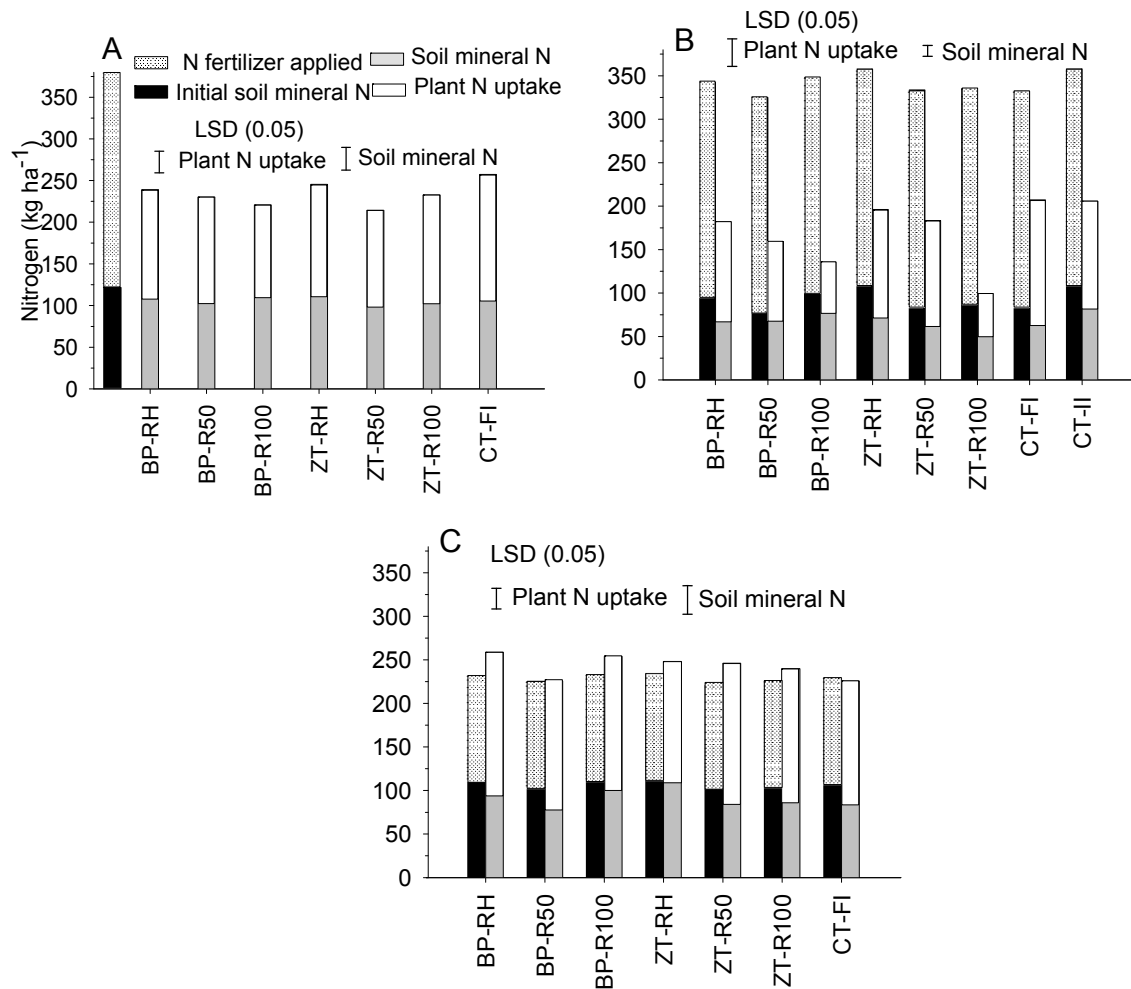 A
N fertilizer applied
Soil mineral N
Initial soil mineral N
Plant N uptake
LSD (0.05)
Plant N uptake
Soil mineral N
Nitrogen (kg ha⁻¹)
350
300
250
200
150
100
50
0
BP-RH
BP-R50
BP-R100
ZT-RH
ZT-R50
ZT-R100
CT-FI
B
LSD (0.05)
Plant N uptake
Soil mineral N
350
300
250
200
150
100
50
0
BP-RH
BP-R50
BP-R100
ZT-RH
ZT-R50
ZT-R100
CT-FI
CT-II
C
LSD (0.05)
Plant N uptake
Soil mineral N
350
300
250
200
150
100
50
0
BP-RH
BP-R50
BP-R100
ZT-RH
ZT-R50
ZT-R100
CT-FI